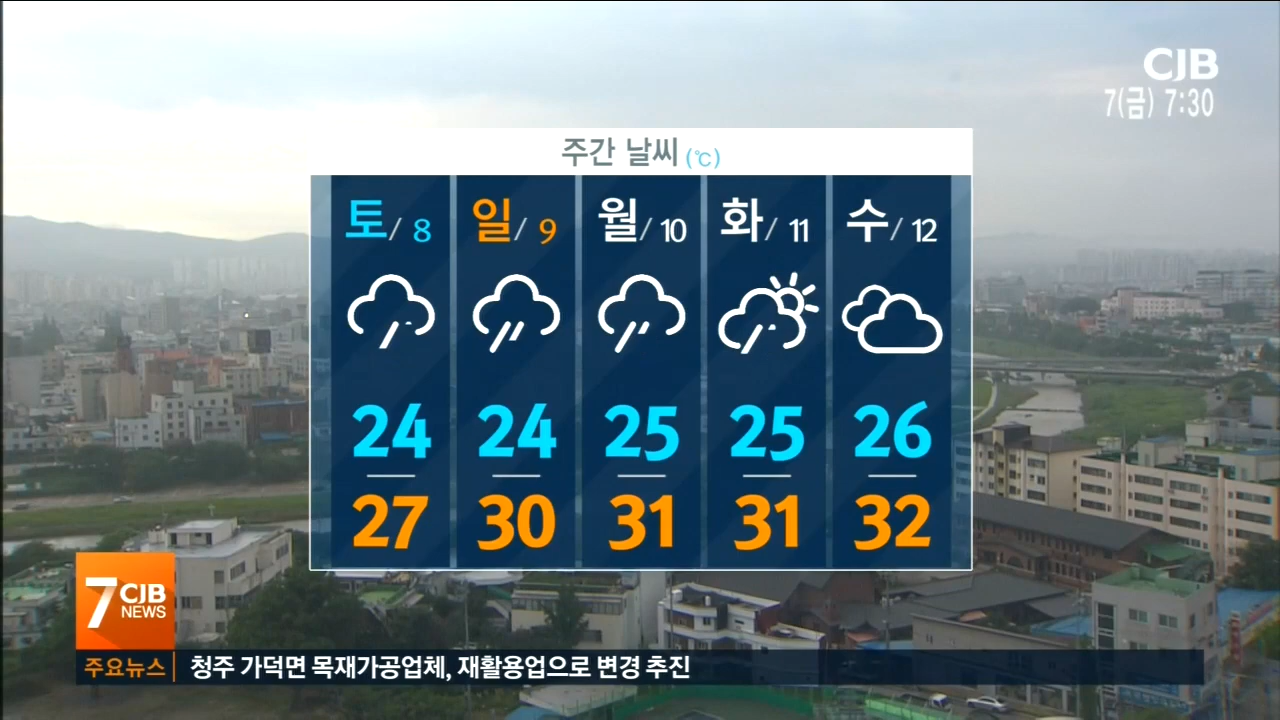 CJB
7(금) 7:30
주간 날씨 (℃)
토/ 8 일/ 9 월/ 10 화/ 11 수/ 12
24 24 25 25 26
27 30 31 31 32
7 CJB NEWS
주요뉴스 청주 가덕면 목재가공업체, 재활용업으로 변경 추진